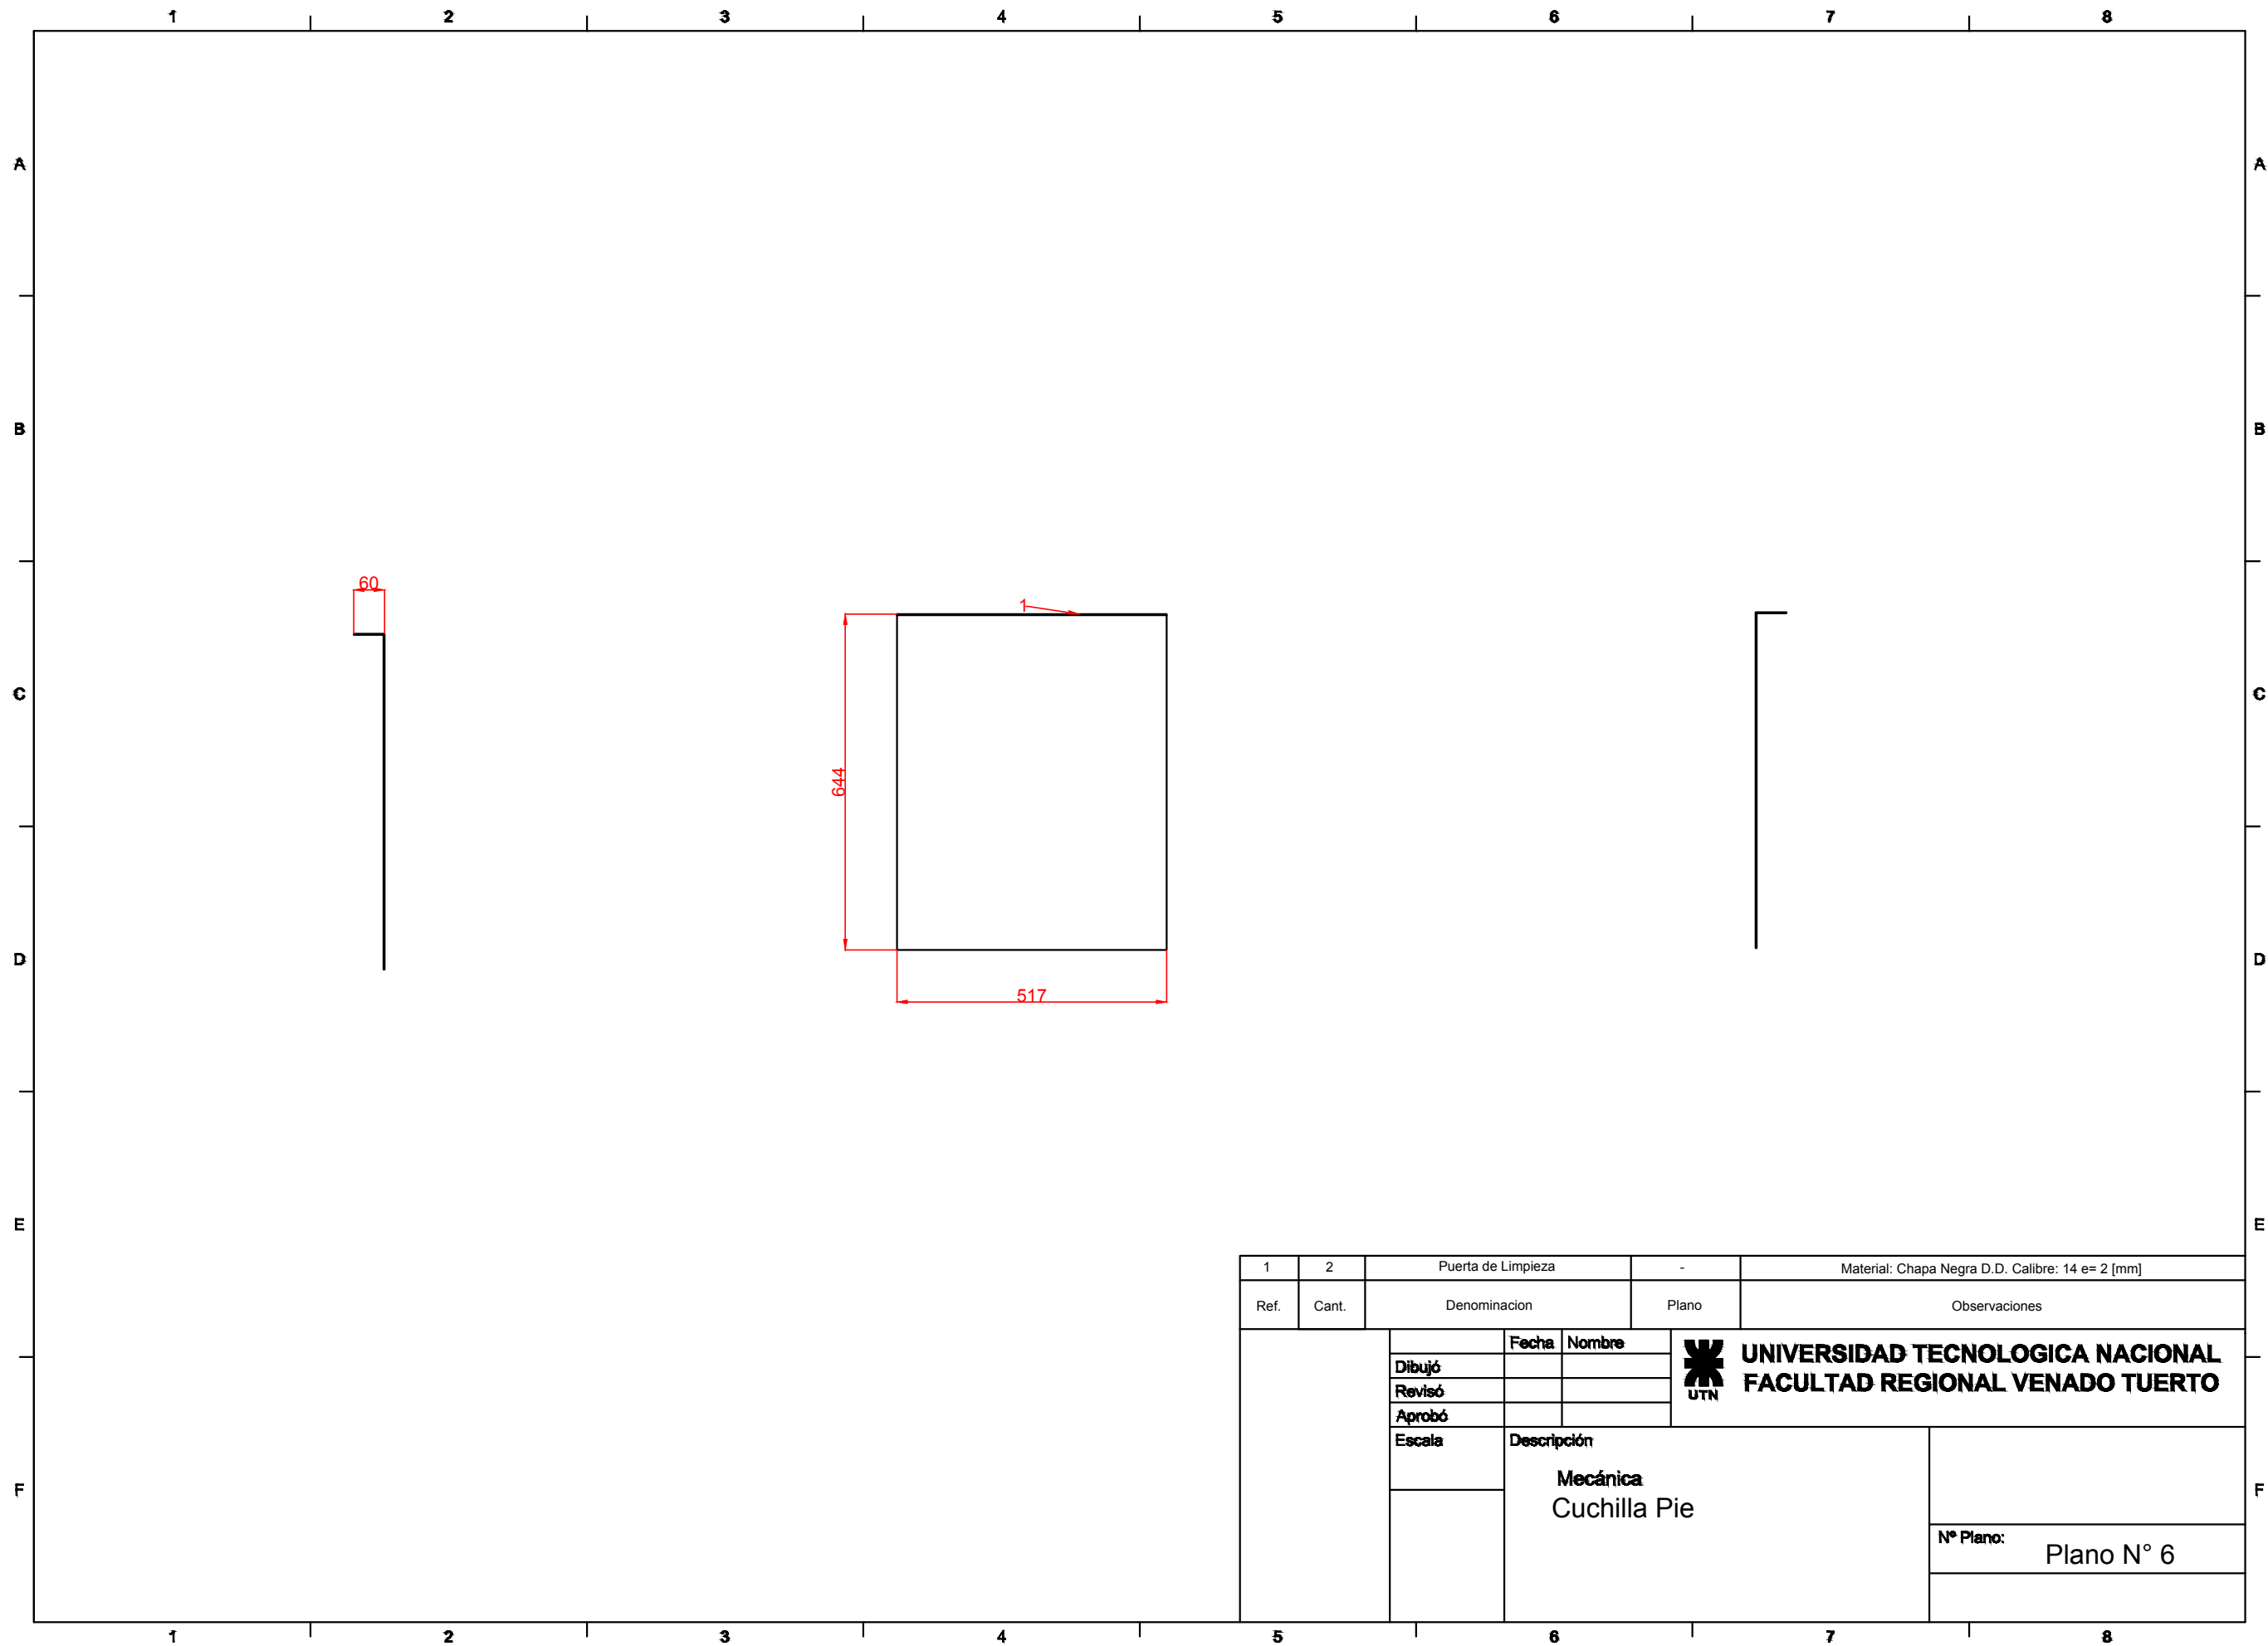 1 2 3 4 5 6 7 8
A A
B B
60
1
C C
644
D D
517
E E
1 2 Puerta de Limpieza - Material: Chapa Negra D.D. Calibre: 14 e= 2 [mm]
Ref. Cant. Denominacion Plano Observaciones
Fecha Nombre
Dibujó
Revisó
Aprobó
UTN
UNIVERSIDAD TECNOLOGICA NACIONAL
FACULTAD REGIONAL VENADO TUERTO
Escala Descripción
Mecánica
Cuchilla Pie
F F
Nº Plano:
Plano N° 6
1 2 3 4 5 6 7 8